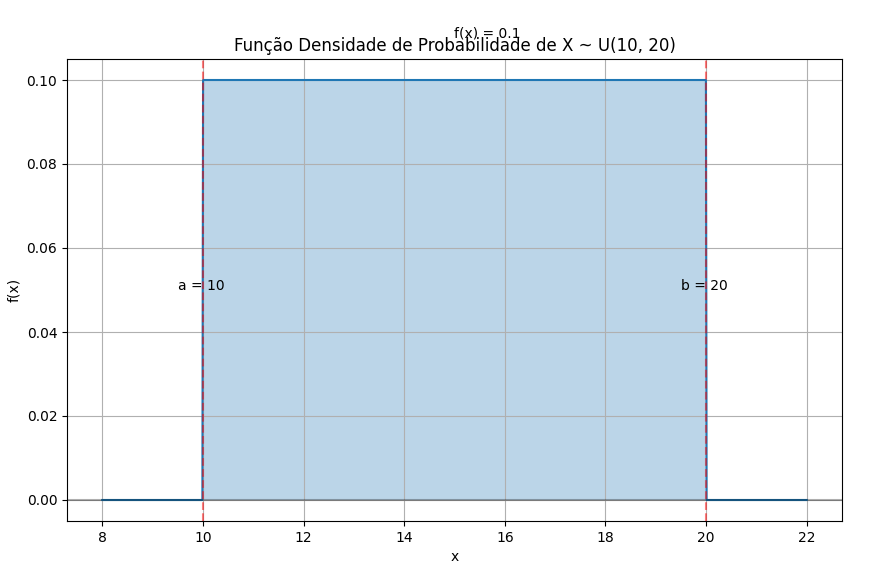 f(x) = 0.1
Função Densidade de Probabilidade de X ~ U(10, 20)
0.10
0.08
0.06
0.04
0.02
0.00
f(x)
a = 10
b = 20
8 10 12 14 16 18 20 22
x